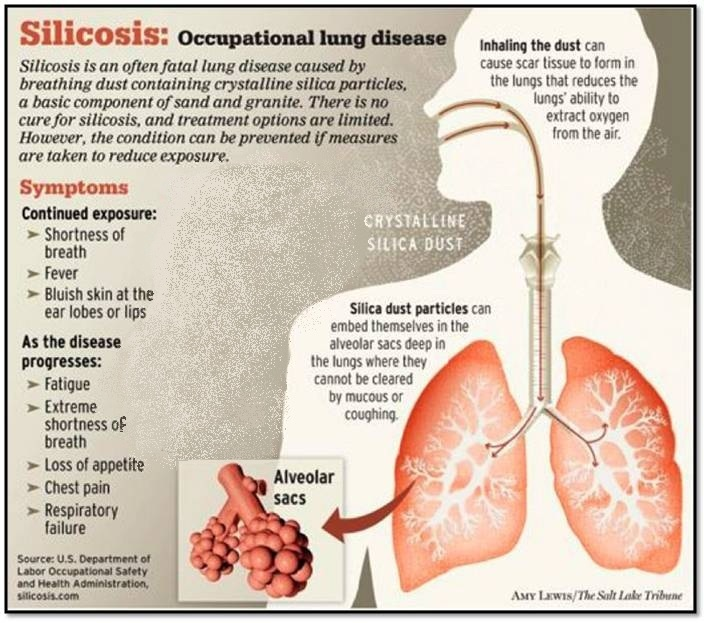 Silicosis: Occupational lung disease
Silicosis is an often fatal lung disease caused by
breathing dust containing crystalline silica particles,
a basic component of sand and granite. There is no
cure for silicosis, and treatment options are limited.
However, the condition can be prevented if measures
are taken to reduce exposure.
Symptoms
Continued exposure:
➤ Shortness of
breath
➤ Fever
➤ Bluish skin at the
ear lobes or lips
As the disease
progresses:
➤ Fatigue
➤ Extreme
shortness of
breath
➤ Loss of appetite
➤ Chest pain
➤ Respiratory
failure
Source: U.S. Department of
Labor Occupational Safety
and Health Administration,
silicosis.com
Inhaling the dust can
cause scar tissue to form in
the lungs that reduces the
lungs' ability to
extract oxygen
from the air.
CRYSTALLINE
SILICA DUST
Silica dust particles can
embed themselves in the
alveolar sacs deep in
the lungs where they
cannot be cleared
by mucous or
coughing.
Alveolar
sacs
AMY LEWIS/The Salt Lake Tribune